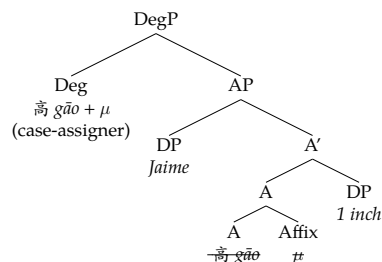 DegP
Deg AP
高 gāo + μ
(case-assigner)
DP A′
Jaime
A DP
1 inch
A Affix
高 gāo μ